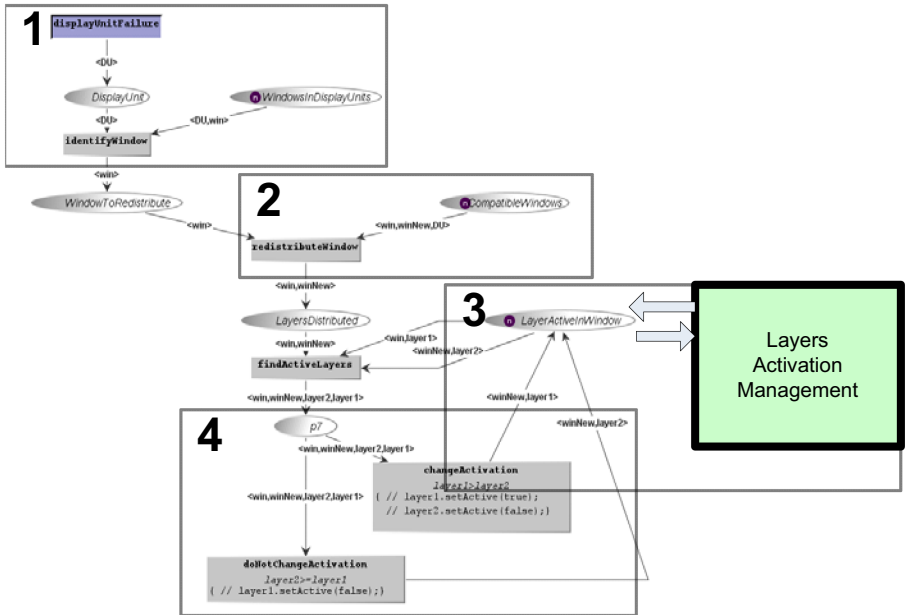 1
displayUnitFailure
<DU>
DisplayUnit
n WindowsInDisplayUnits
<DU>
<DU,win>
identifyWindow
<win>
WindowToRedistribute
2
n CompatibleWindows
<win>
<win,winNew,DU>
redistributeWindow
<win,winNew>
3
LayersDistributed
n LayerActiveInWindow
<win,layer1>
<win,winNew>
<winNew,layer2>
findActiveLayers
Layers
Activation
Management
<win,winNew,layer2,layer1>
<winNew,layer1>
4
p7
<winNew,layer2>
<win,winNew,layer2,layer1>
changeActivation
layer1>layer2
{ // layer1.setActive(true);
// layer2.setActive(false);}
<win,winNew,layer2,layer1>
doNotChangeActivation
layer2>=layer1
{ // layer1.setActive(false);}